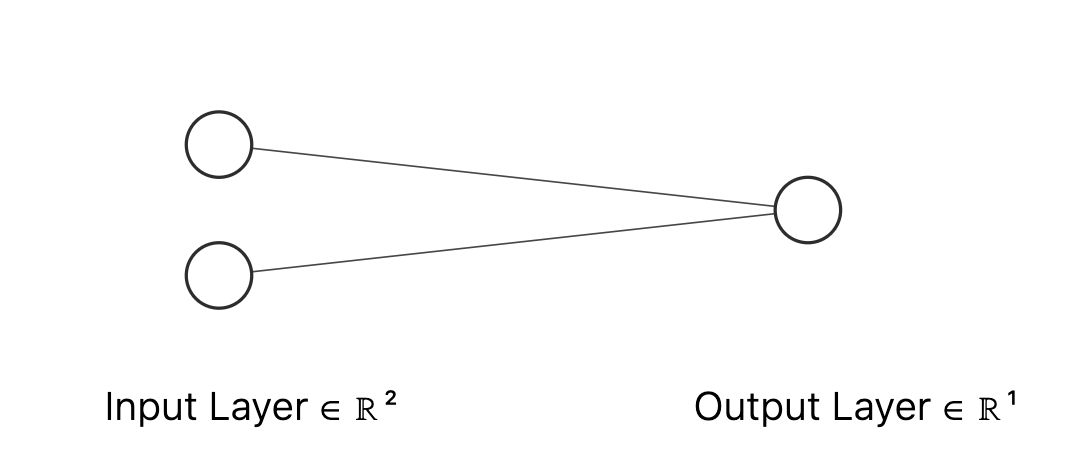 Input Layer ∈ ℝ² Output Layer ∈ ℝ¹